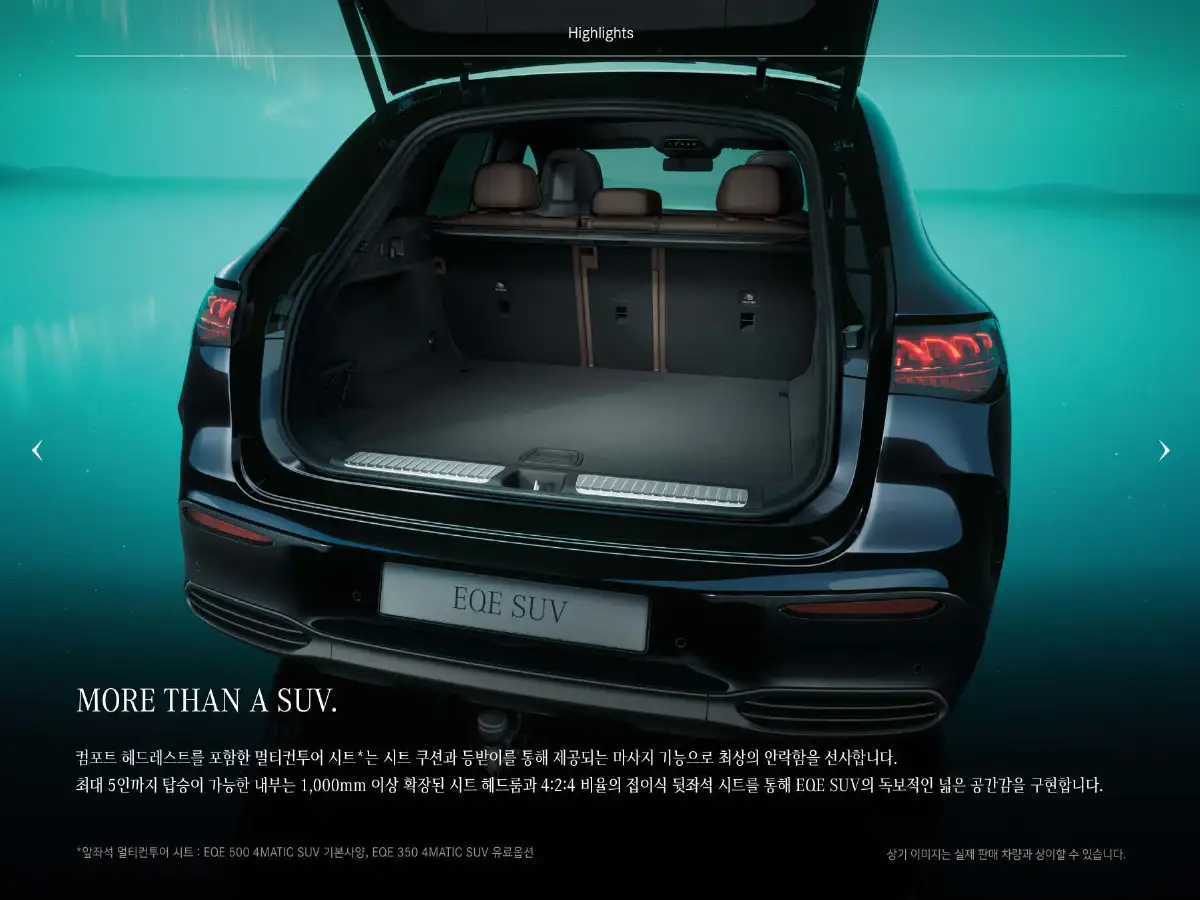 Highlights
EQE SUV
MORE THAN A SUV.
컴포트 헤드레스트를 포함한 멀티컨투어 시트*는 시트 쿠션과 등받이를 통해 제공되는 마사지 기능으로 최상의 안락함을 선사합니다.
최대 5인까지 탑승이 가능한 내부는 1,000mm 이상 확장된 시트 헤드룸과 4:2:4 비율의 접이식 뒷좌석 시트를 통해 EQE SUV의 독보적인 넓은 공간감을 구현합니다.
*앞좌석 멀티컨투어 시트 : EQE 500 4MATIC SUV 기본사양, EQE 350 4MATIC SUV 유료옵션
상기 이미지는 실제 판매 차량과 상이할 수 있습니다.